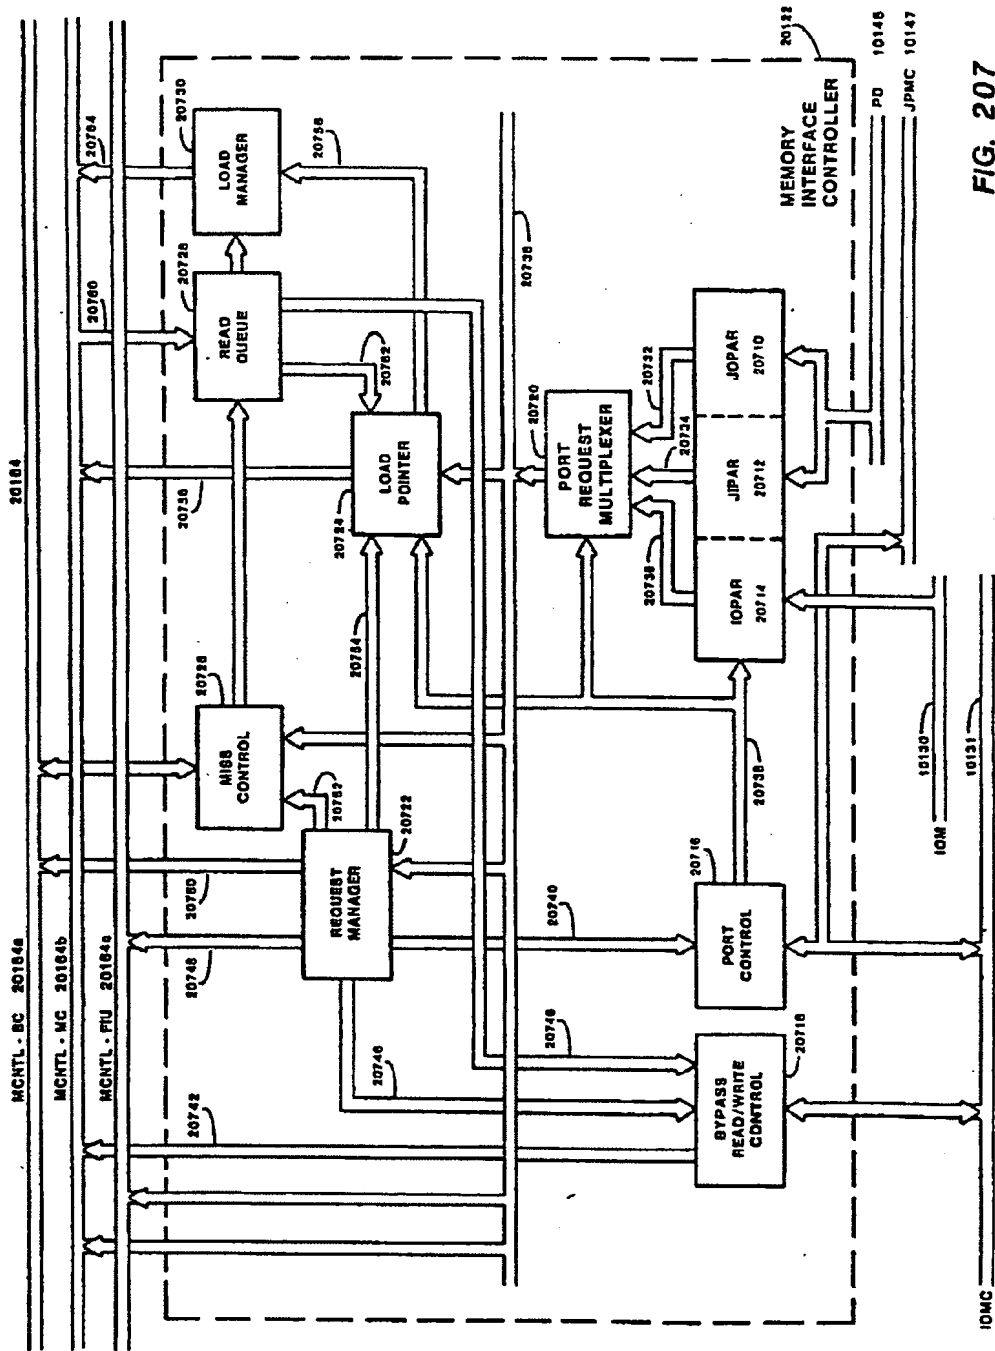 20164
MCNTL - BC 20164a
MCNTL - MC 20164b
MCNTL - FIU 20164c
20742
20748
20750
20736
20760
20764
MISS
CONTROL
20726
READ
QUEUE
20728
LOAD
MANAGER
20730
20752
20762
20758
REQUEST
MANAGER
20722
20754
LOAD
POINTER
20724
20746
20746
20740
20738
PORT
REQUEST
MULTIPLEXER
20720
20736
20734
20732
BYPASS
READ/WRITE
CONTROL
20718
PORT
CONTROL
20716
20738
IOPAR
20714
JIPAR
20712
JOPAR
20710
MEMORY
INTERFACE
CONTROLLER
20122
PD 10146
JPMC 10147
IOM
10130
IOMC
10131
FIG. 207